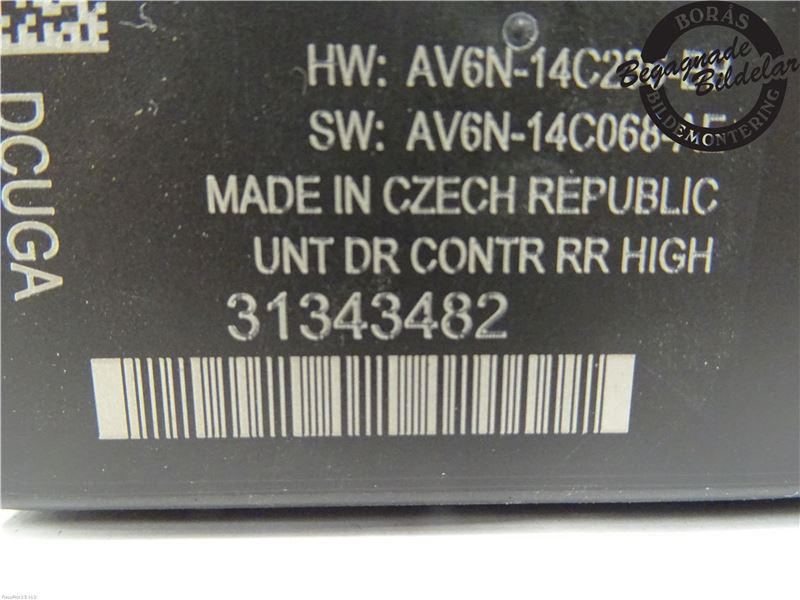 BORÅS
Begagnade
Bildelar
BILDEMONTERING
HW: AV6N-14C
SW: AV6N-14C068-
MADE IN CZECH REPUBLIC
UNT DR CONTR RR HIGH
31343482
DCUGA